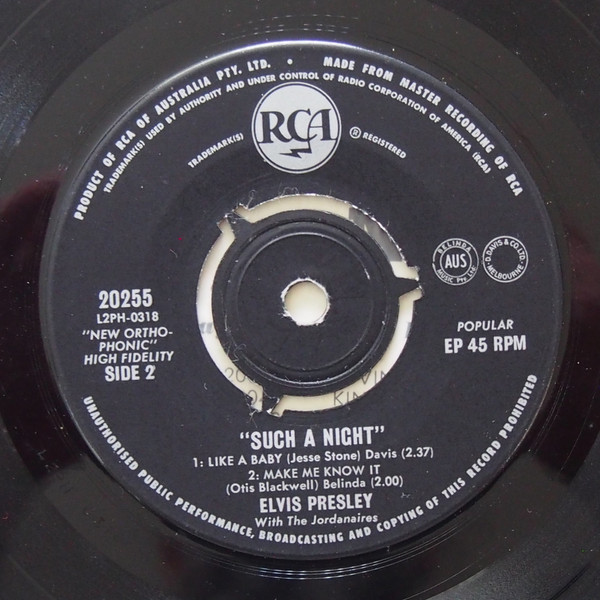 PRODUCT OF RCA OF AUSTRALIA PTY. LTD. • MADE FROM MASTER RECORDING OF RCA
TRADEMARK(S) USED BY AUTHORITY AND UNDER CONTROL OF RADIO CORPORATION OF AMERICA (RCA)
RCA
TRADEMARK(S) ® REGISTERED
BELINDA AUS MUSIC Pty. Ltd.
D. DAVIS & CO. LTD. MELBOURNE
20255
L2PH-0318
"NEW ORTHO-
PHONIC"
HIGH FIDELITY
SIDE 2
POPULAR
EP 45 RPM
"SUCH A NIGHT"
1: LIKE A BABY (Jesse Stone) Davis (2.37)
2: MAKE ME KNOW IT
(Otis Blackwell) Belinda (2.00)
ELVIS PRESLEY
With The Jordanaires
UNAUTHORISED PUBLIC PERFORMANCE, BROADCASTING AND COPYING OF THIS RECORD PROHIBITED